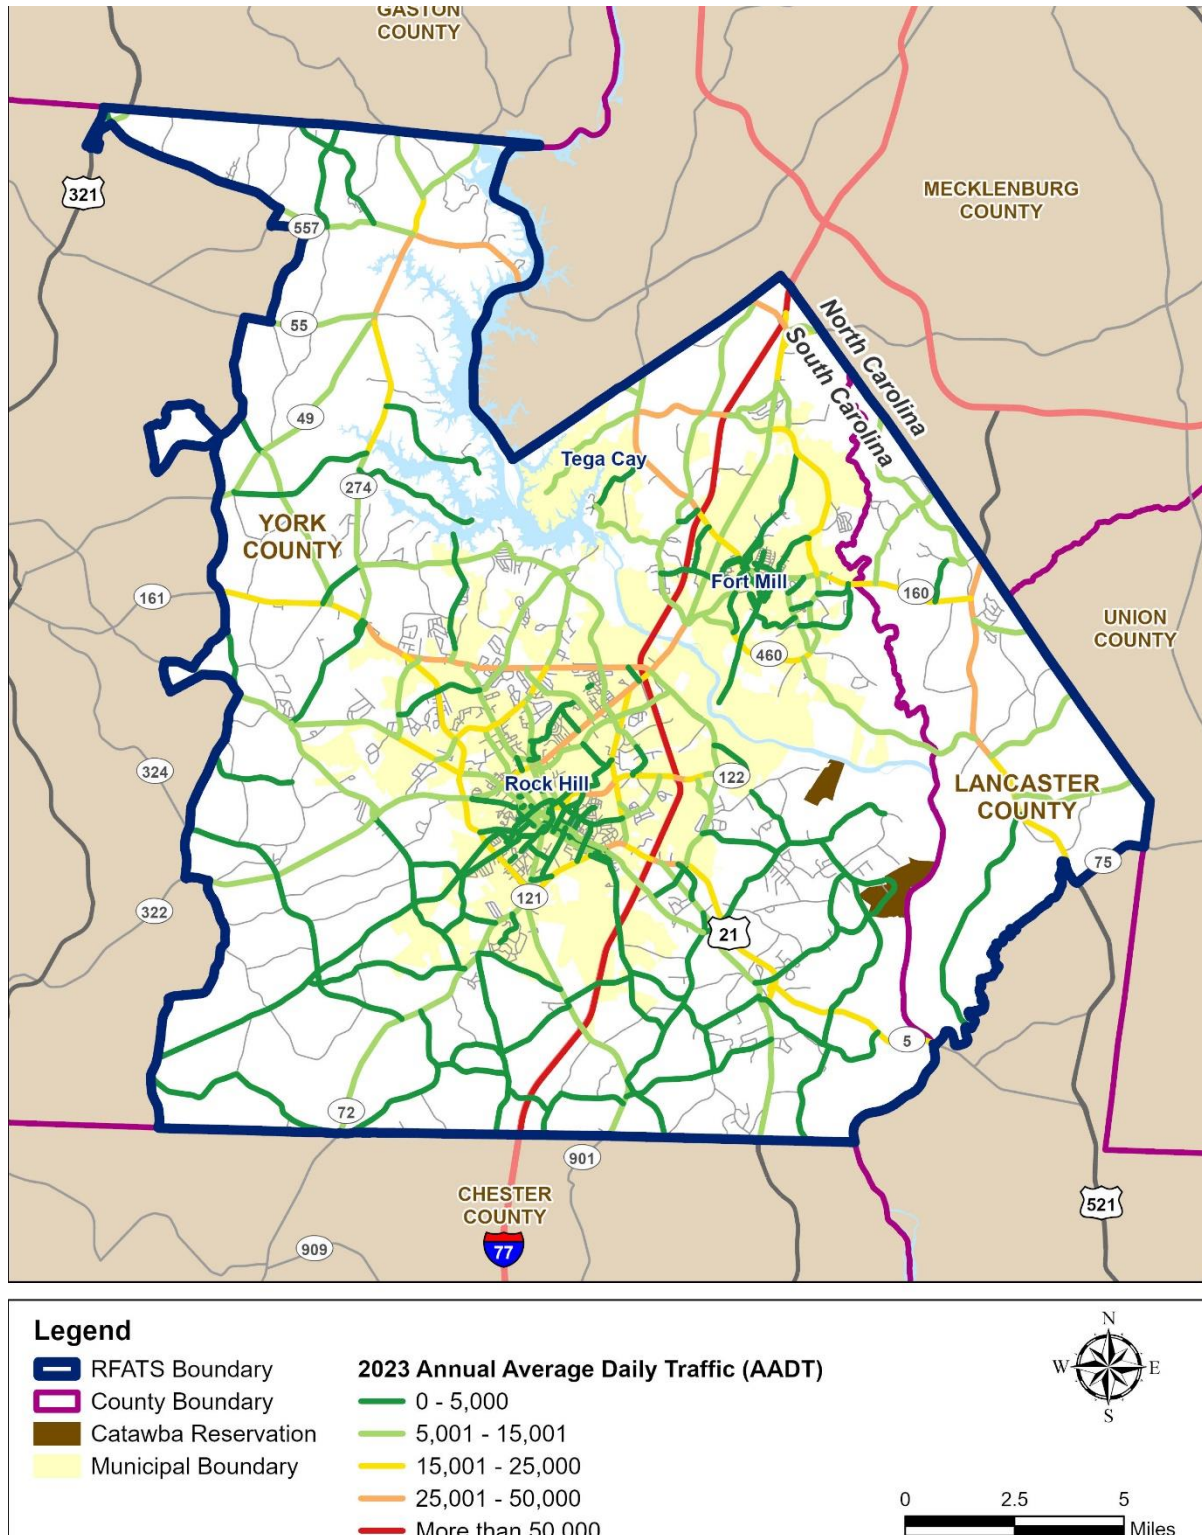 GASTON
COUNTY
321
MECKLENBURG
COUNTY
557
North Carolina
South Carolina
55
49
Tega Cay
274
YORK
COUNTY
161
Fort Mill
160
UNION
COUNTY
460
324
Rock Hill
122
LANCASTER
COUNTY
75
322
121
21
5
72
901
CHESTER
COUNTY
521
909
77
Legend
RFATS Boundary
County Boundary
Catawba Reservation
Municipal Boundary
2023 Annual Average Daily Traffic (AADT)
0 - 5,000
5,001 - 15,001
15,001 - 25,000
25,001 - 50,000
More than 50,000
N
W E
S
0 2.5 5
Miles